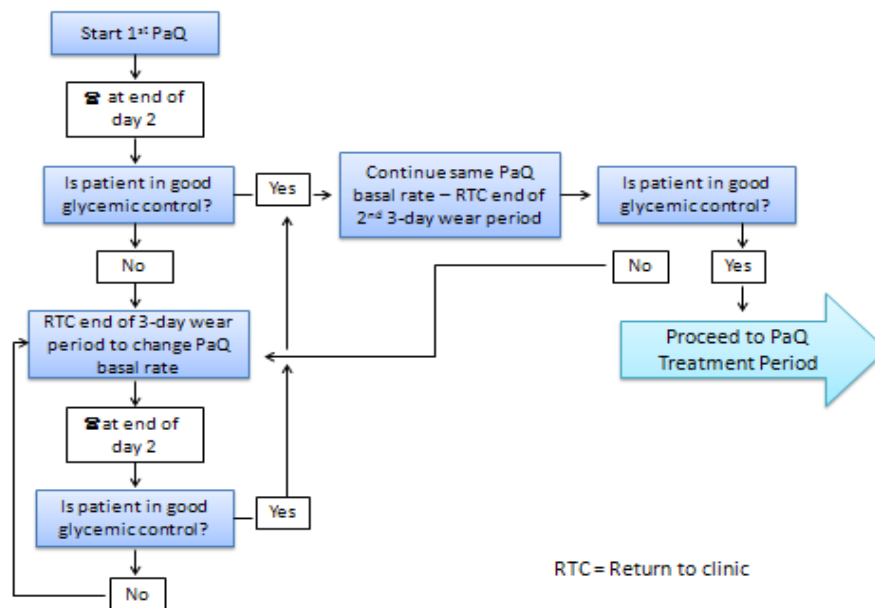 Start 1st PaQ
☎ at end of
day 2
Is patient in good
glycemic control?
Yes
Continue same PaQ
basal rate – RTC end of
2nd 3-day wear period
Is patient in good
glycemic control?
No
No
Yes
RTC end of 3-day wear
period to change PaQ
basal rate
Proceed to PaQ
Treatment Period
☎at end of
day 2
Is patient in good
glycemic control?
Yes
No
RTC = Return to clinic